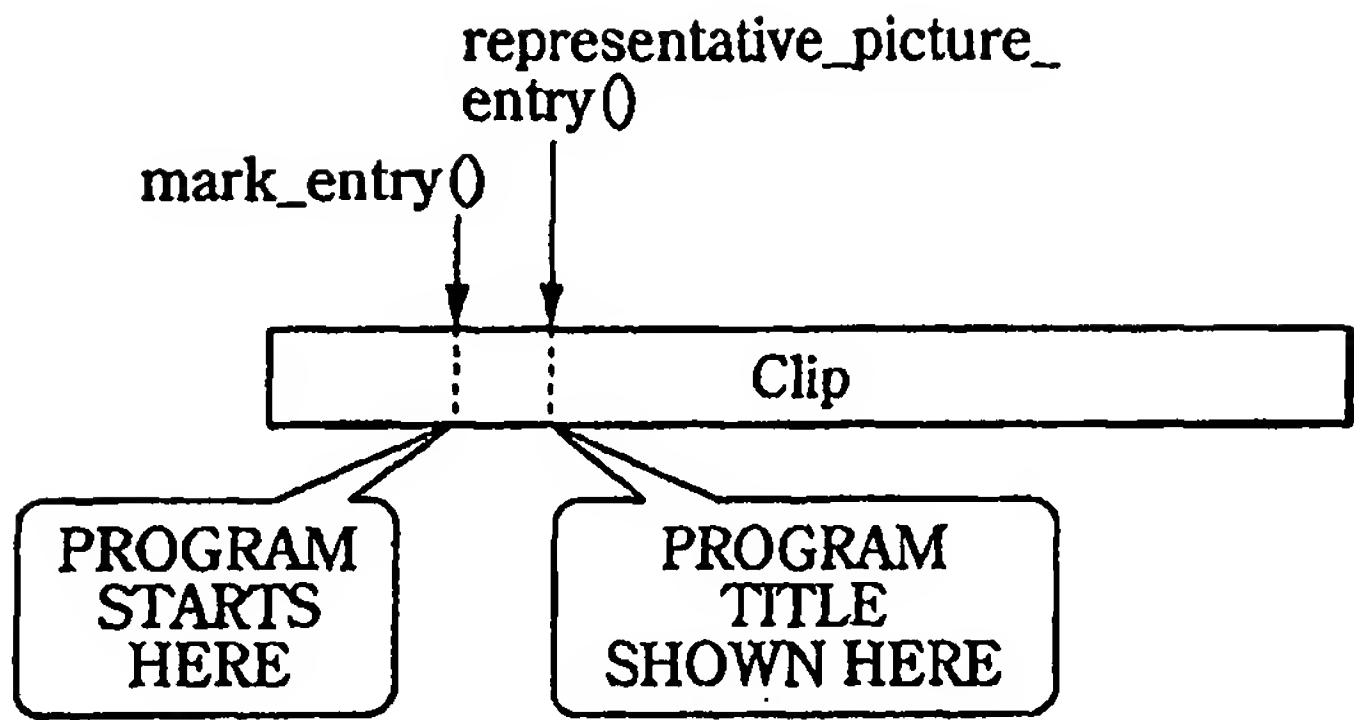 representative_picture_
entry()
mark_entry()
Clip
PROGRAM
STARTS
HERE
PROGRAM
TITLE
SHOWN HERE